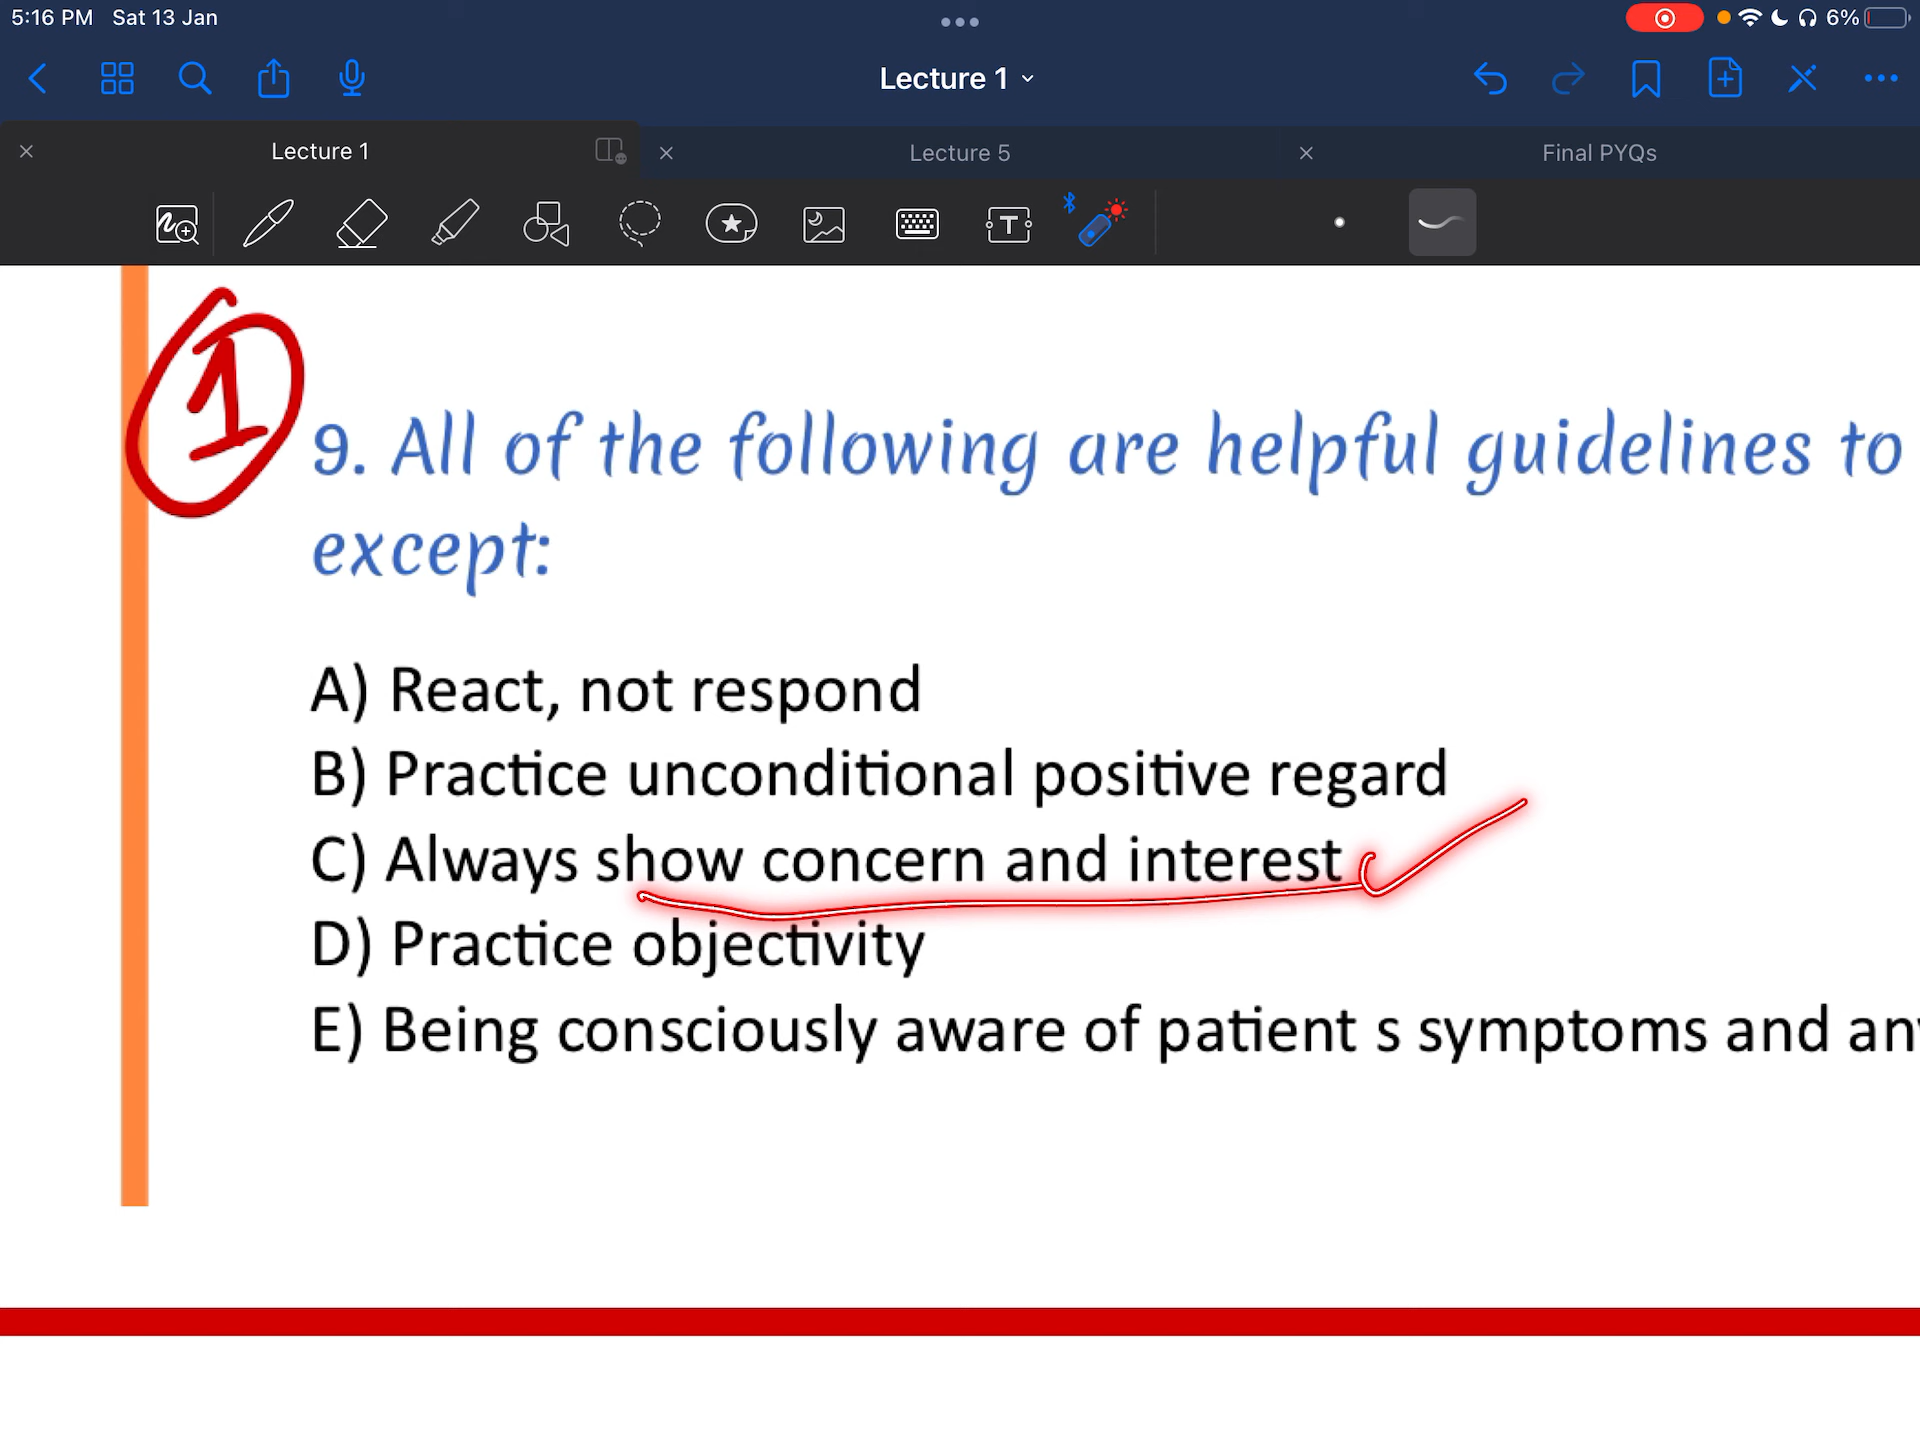 5:16 PM Sat 13 Jan
6%
Lecture 1
Lecture 1
Lecture 5
Final PYQs
T
1
9. All of the following are helpful guidelines to
except:
A) React, not respond
B) Practice unconditional positive regard
C) Always show concern and interest
D) Practice objectivity
E) Being consciously aware of patient s symptoms and